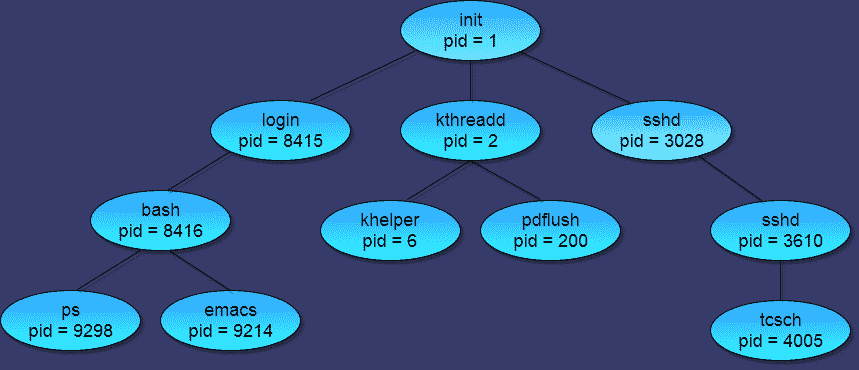 init
pid = 1
login
pid = 8415
kthreadd
pid = 2
sshd
pid = 3028
bash
pid = 8416
khelper
pid = 6
pdflush
pid = 200
sshd
pid = 3610
ps
pid = 9298
emacs
pid = 9214
tcsch
pid = 4005